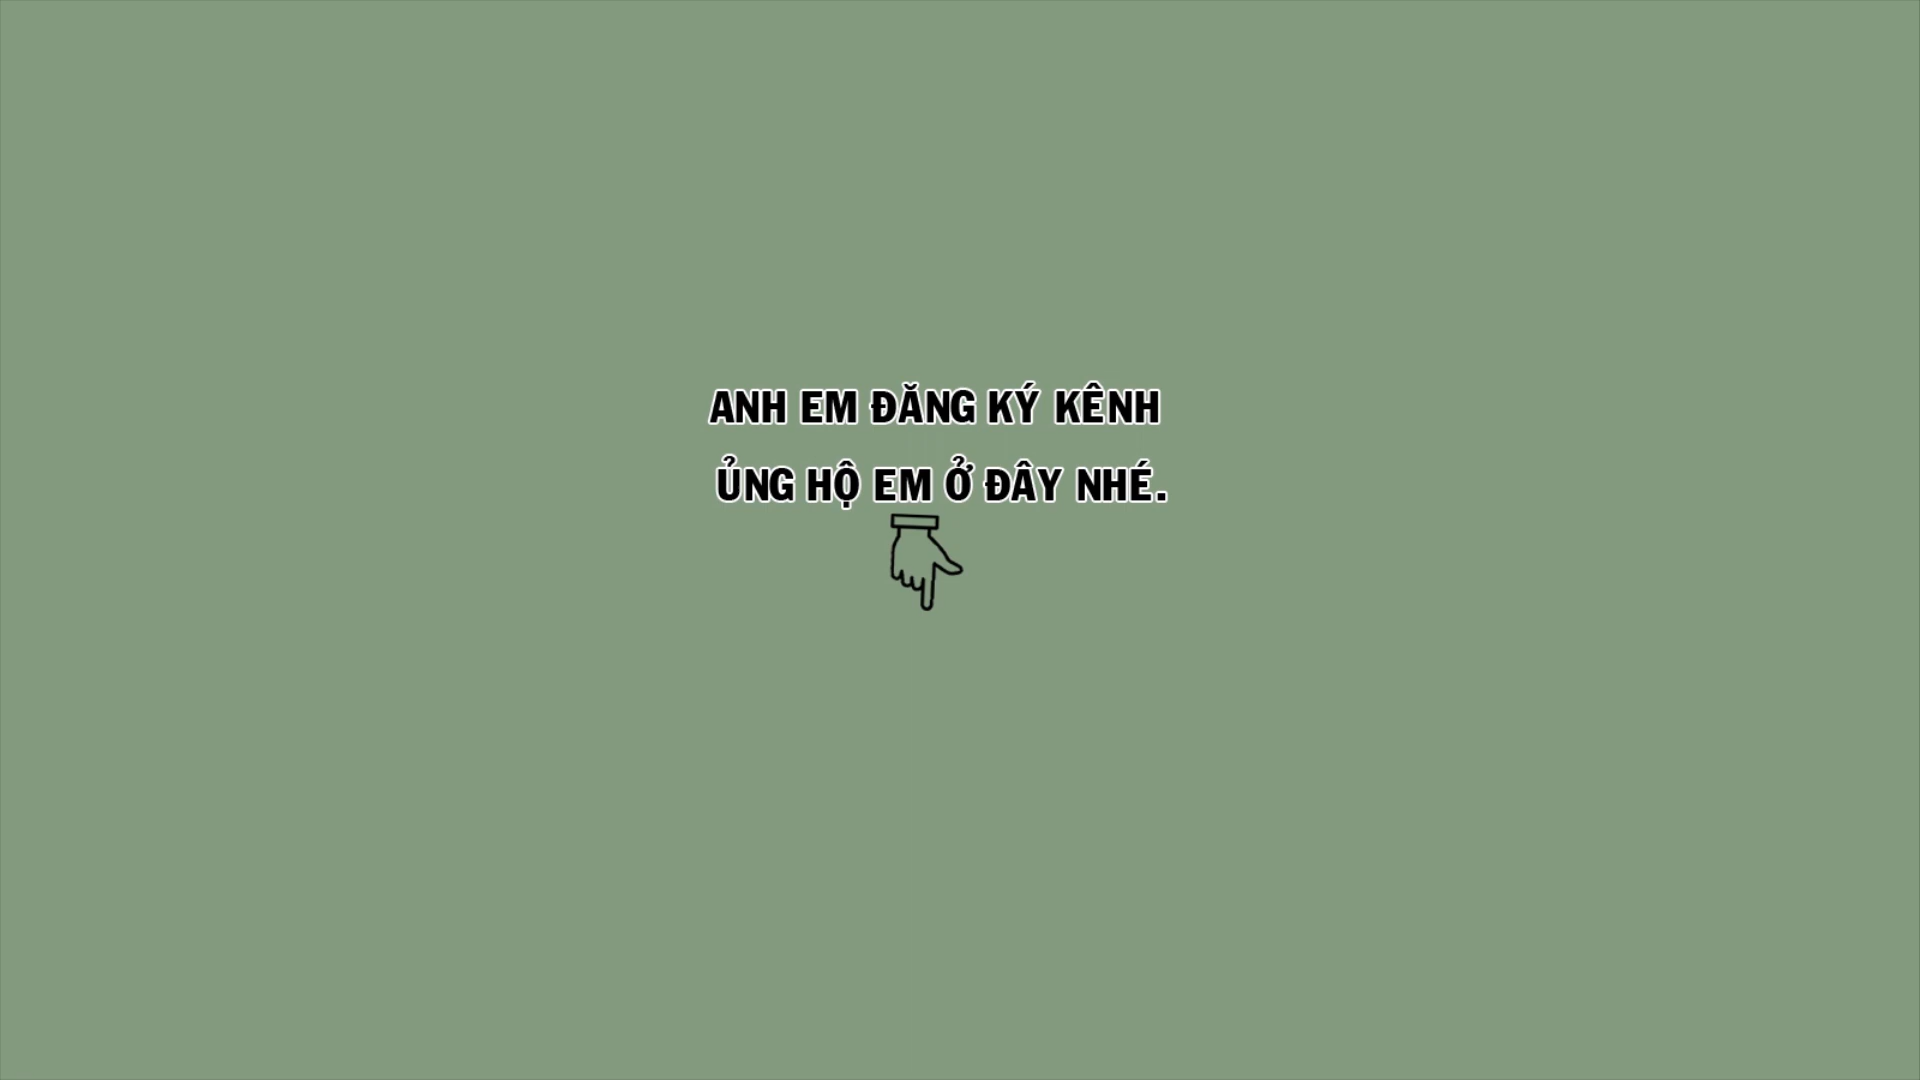 ANH EM ĐĂNG KÝ KÊNH
ỦNG HỘ EM Ở ĐÂY NHÉ.